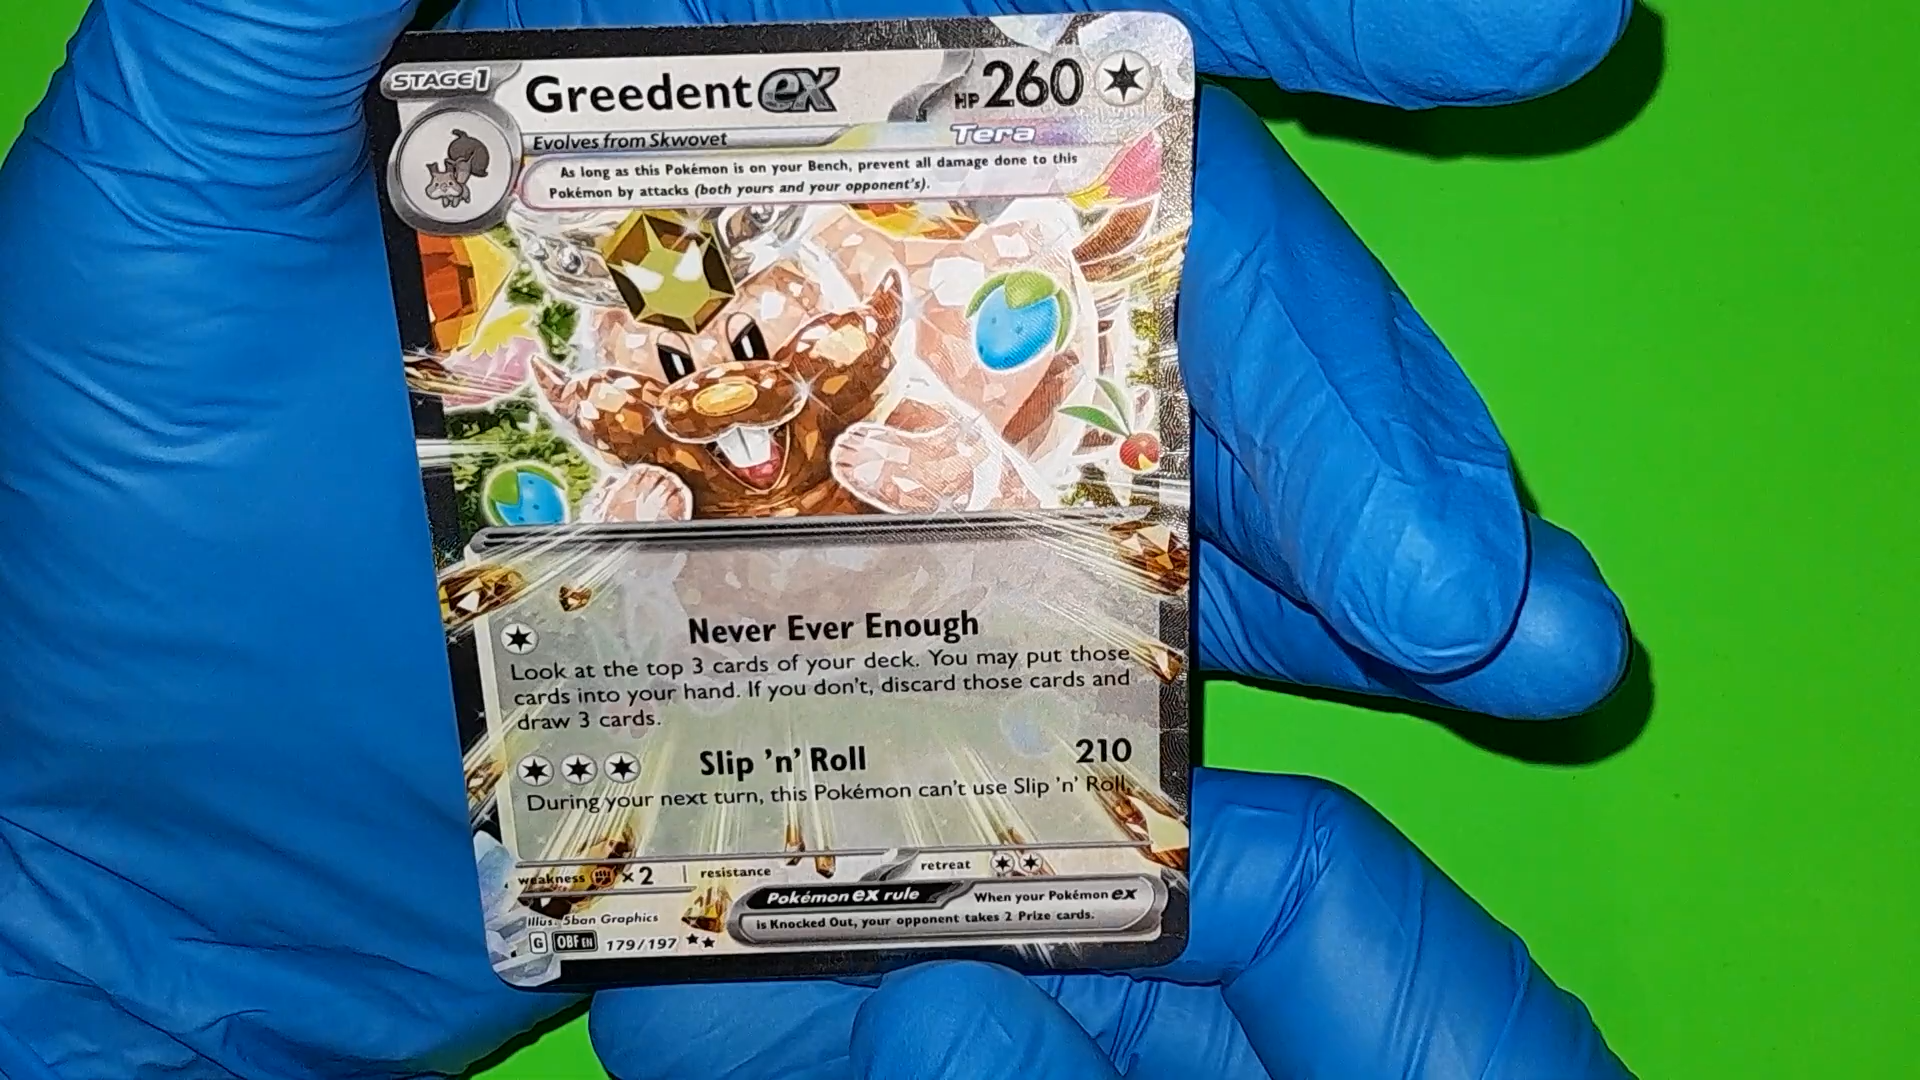 STAGE1
Greedent ex
HP 260
Evolves from Skwovet
Tera
As long as this Pokémon is on your Bench, prevent all damage done to this
Pokémon by attacks (both yours and your opponent's).
Never Ever Enough
Look at the top 3 cards of your deck. You may put those
cards into your hand. If you don't, discard those cards and
draw 3 cards.
Slip 'n' Roll 210
During your next turn, this Pokémon can't use Slip 'n' Roll.
weakness ×2 resistance retreat
Pokémon ex rule When your Pokémon ex
is Knocked Out, your opponent takes 2 Prize cards.
Illus. 5ban Graphics
G OBF EN 179/197